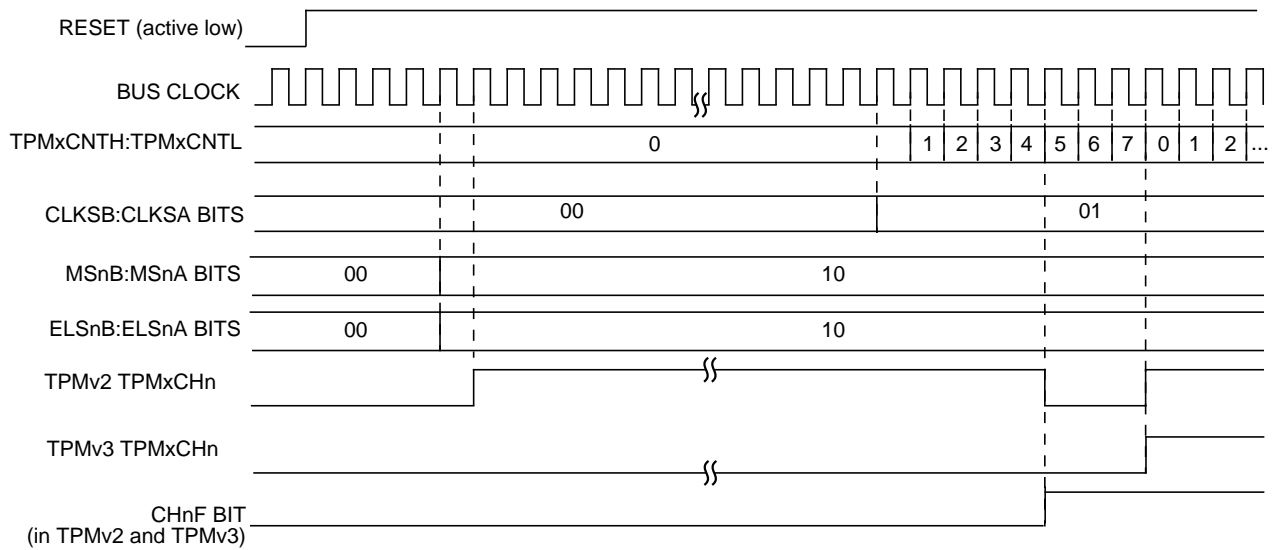 RESET (active low)
BUS CLOCK
TPMxCNTH:TPMxCNTL 0 1 2 3 4 5 6 7 0 1 2 ...
CLKSB:CLKSA BITS 00 01
MSnB:MSnA BITS 00 10
ELSnB:ELSnA BITS 00 10
TPMv2 TPMxCHn
TPMv3 TPMxCHn
CHnF BIT
(in TPMv2 and TPMv3)